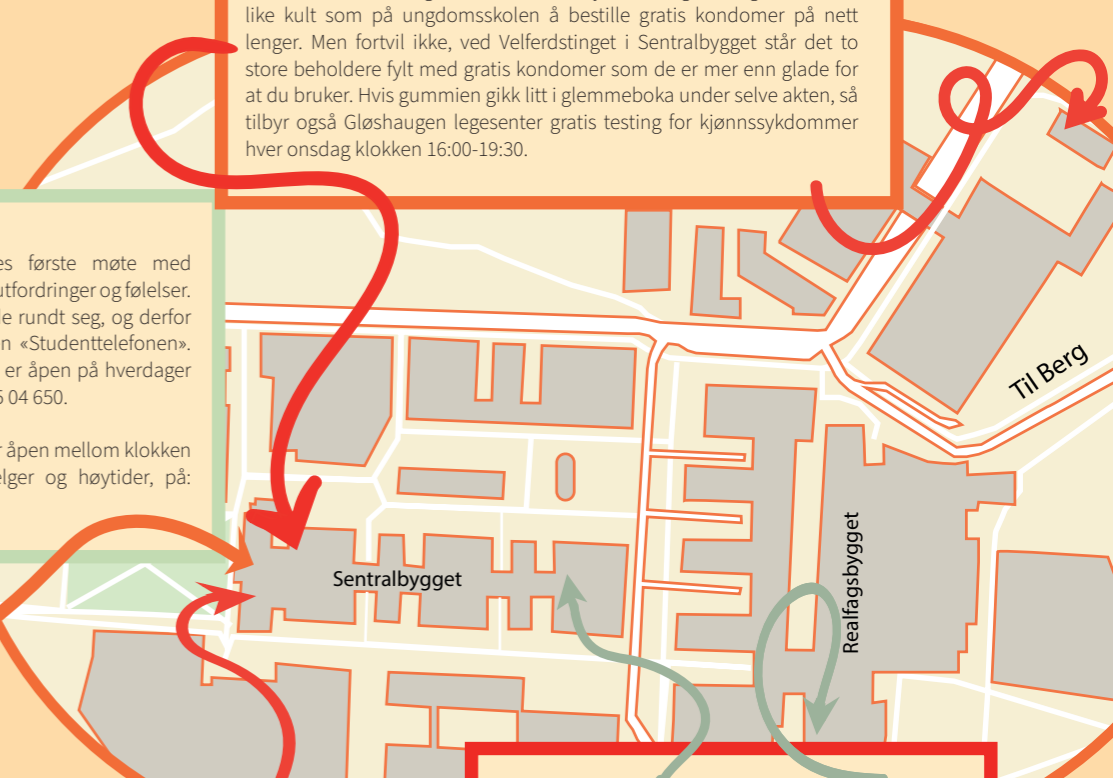 like kult som på ungdomsskolen å bestille gratis kondomer på nett
lenger. Men fortvil ikke, ved Velferdstinget i Sentralbygget står det to
store beholdere fylt med gratis kondomer som de er mer enn glade for
at du bruker. Hvis gummien gikk litt i glemmeboka under selve akten, så
tilbyr også Gløshaugen legesenter gratis testing for kjønnssykdommer
hver onsdag klokken 16:00-19:30.
første møte med
utfordringer og følelser.
rundt seg, og derfor
«Studenttelefonen».
er åpen på hverdager
04 650.
åpen mellom klokken
og høytider, på:
Til Berg
Sentralbygget
Realfagsbygget